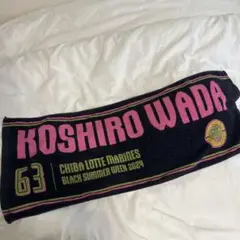 KOSHIRO WADA
63
CHIBA LOTTE MARINES
BLACK SUMMER WEEK 2024